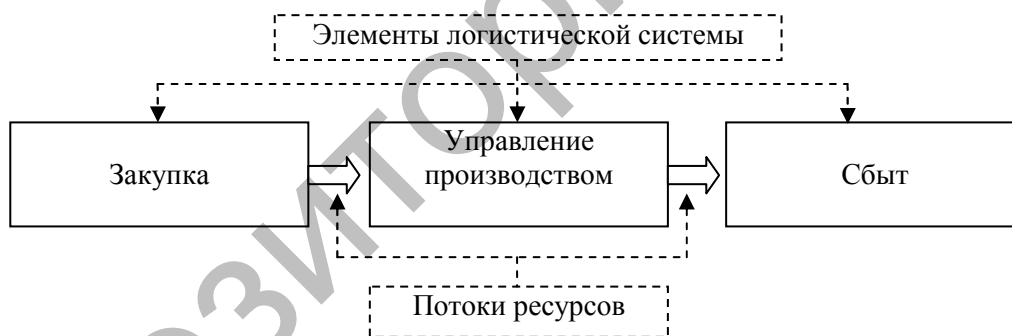 Элементы логистической системы
Закупка
Управление
производством
Сбыт
Потоки ресурсов